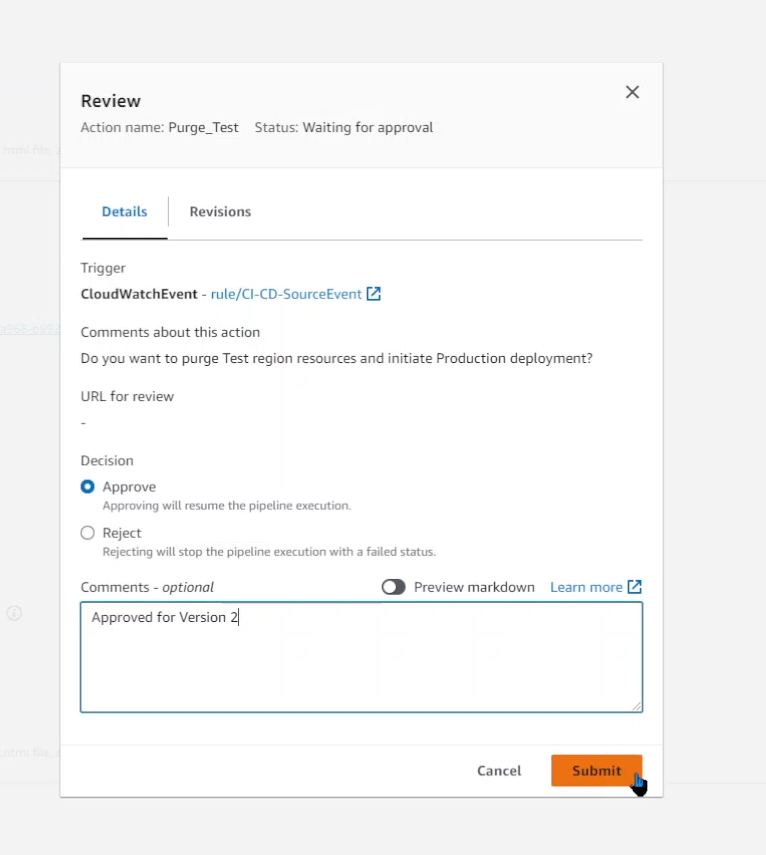 Review
Action name: Purge_Test Status: Waiting for approval
Details
Revisions
Trigger
CloudWatchEvent - rule/CI-CD-SourceEvent
Comments about this action
Do you want to purge Test region resources and initiate Production deployment?
URL for review
-
Decision
Approve
Approving will resume the pipeline execution.
Reject
Rejecting will stop the pipeline execution with a failed status.
Comments - optional Preview markdown Learn more
Approved for Version 2
Cancel
Submit